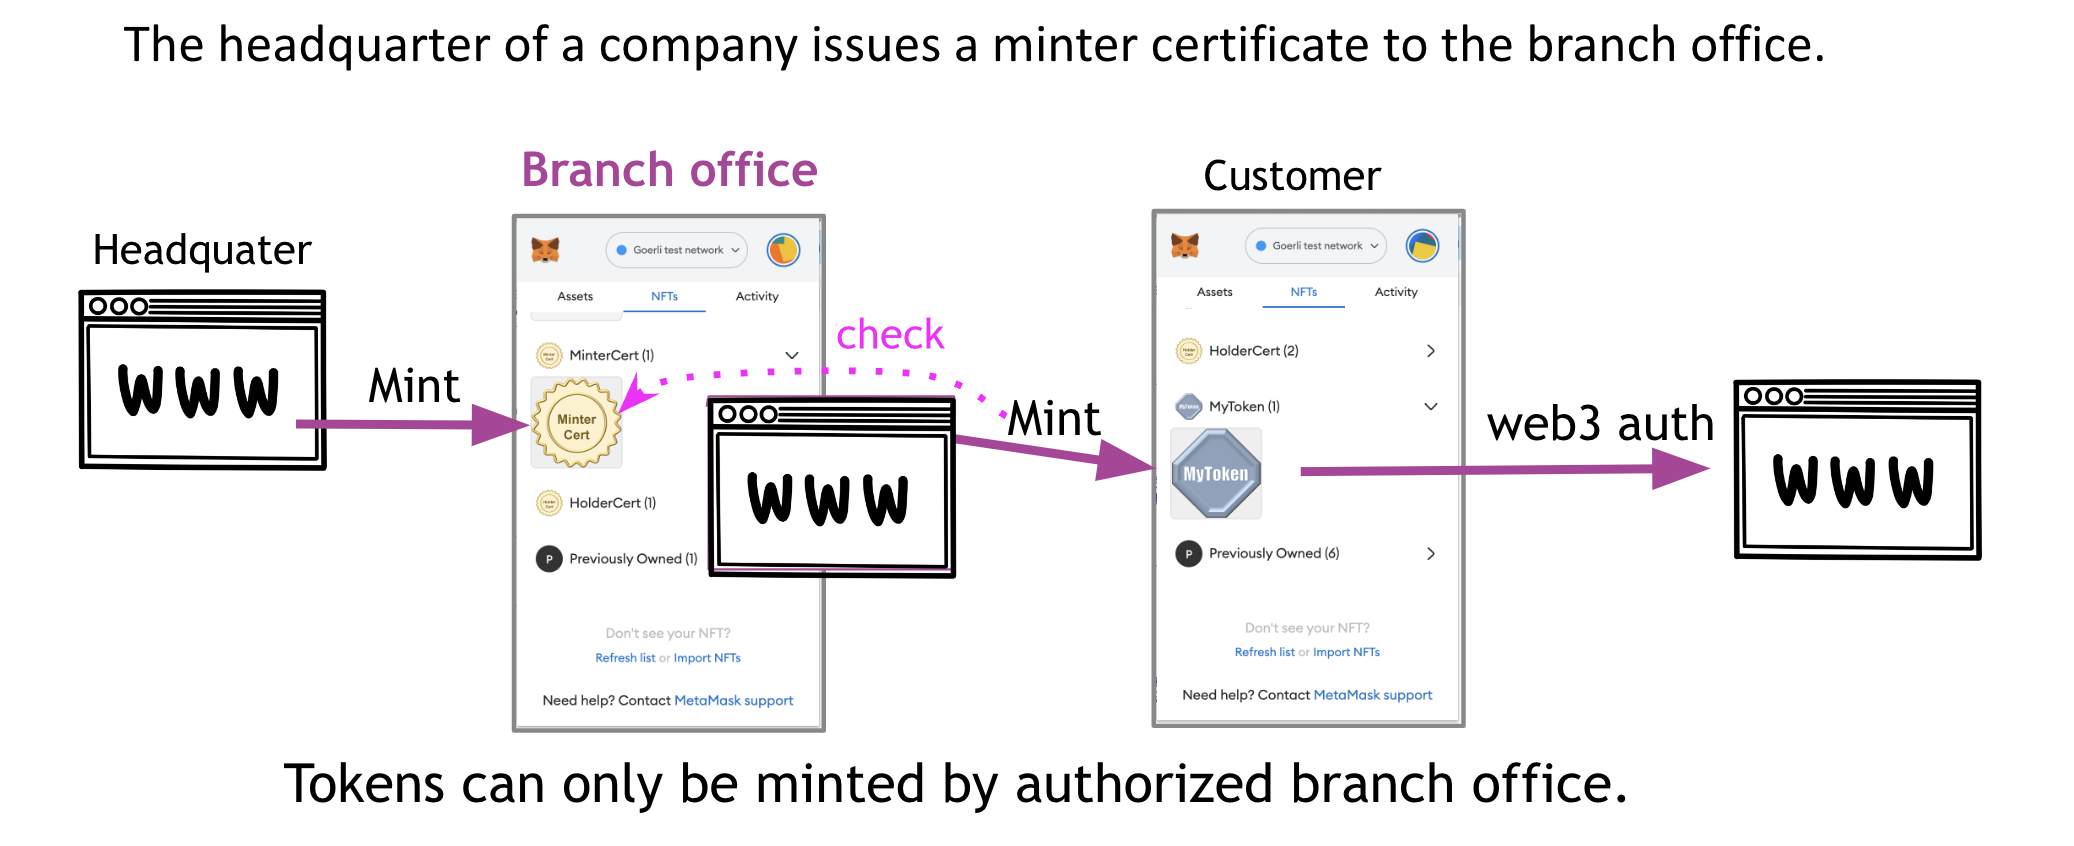 The headquarter of a company issues a minter certificate to the branch office.
Headquater
WWW
Mint
Branch office
Goerli test network
Assets NFTs Activity
MinterCert (1)
Minter
Cert
HolderCert (1)
P Previously Owned (1)
Don't see your NFT?
Refresh list or Import NFTs
Need help? Contact MetaMask support
check
WWW
Mint
Customer
Goerli test network
Assets NFTs Activity
HolderCert (2)
MyToken (1)
MyToken
P Previously Owned (6)
Don't see your NFT?
Refresh list or Import NFTs
Need help? Contact MetaMask support
web3 auth
WWW
Tokens can only be minted by authorized branch office.